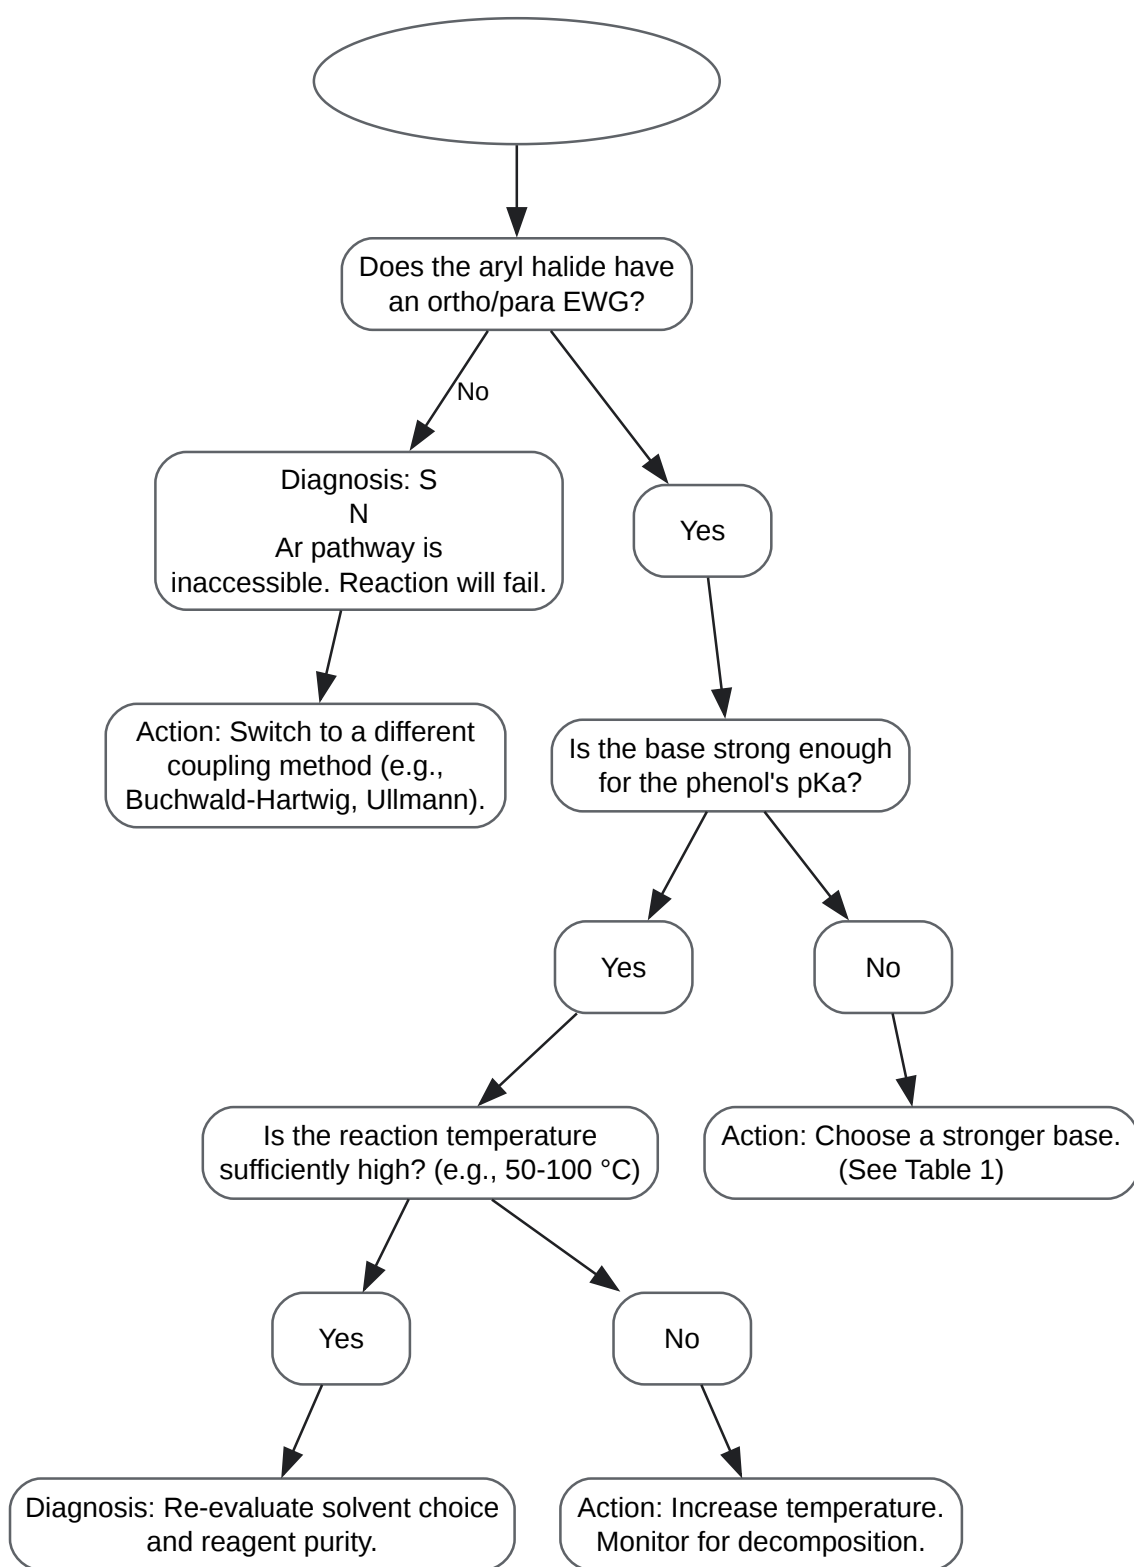 Does the aryl halide have
an ortho/para EWG?
No
Diagnosis: S
N
Ar pathway is
inaccessible. Reaction will fail.
Yes
Action: Switch to a different
coupling method (e.g.,
Buchwald-Hartwig, Ullmann).
Is the base strong enough
for the phenol's pKa?
Yes
No
Is the reaction temperature
sufficiently high? (e.g., 50-100 °C)
Action: Choose a stronger base.
(See Table 1)
Yes
No
Diagnosis: Re-evaluate solvent choice
and reagent purity.
Action: Increase temperature.
Monitor for decomposition.